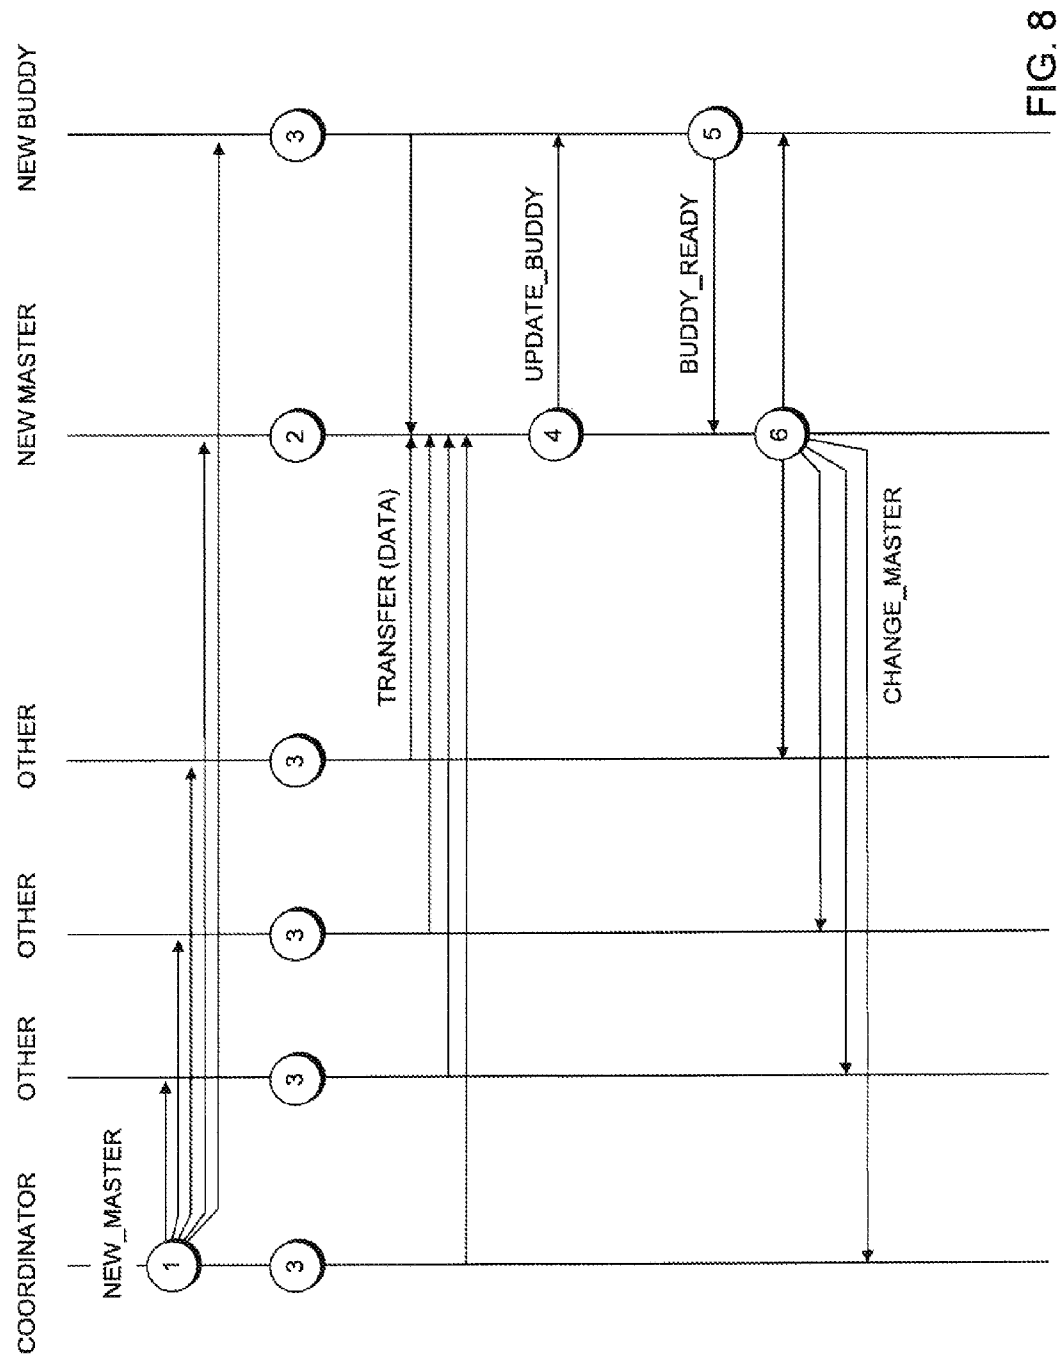 COORDINATOR
OTHER
OTHER
OTHER
NEW MASTER
NEW BUDDY
NEW_MASTER
1
3
3
3
3
2
3
TRANSFER (DATA)
4
UPDATE_BUDDY
5
BUDDY_READY
6
CHANGE_MASTER
FIG. 8